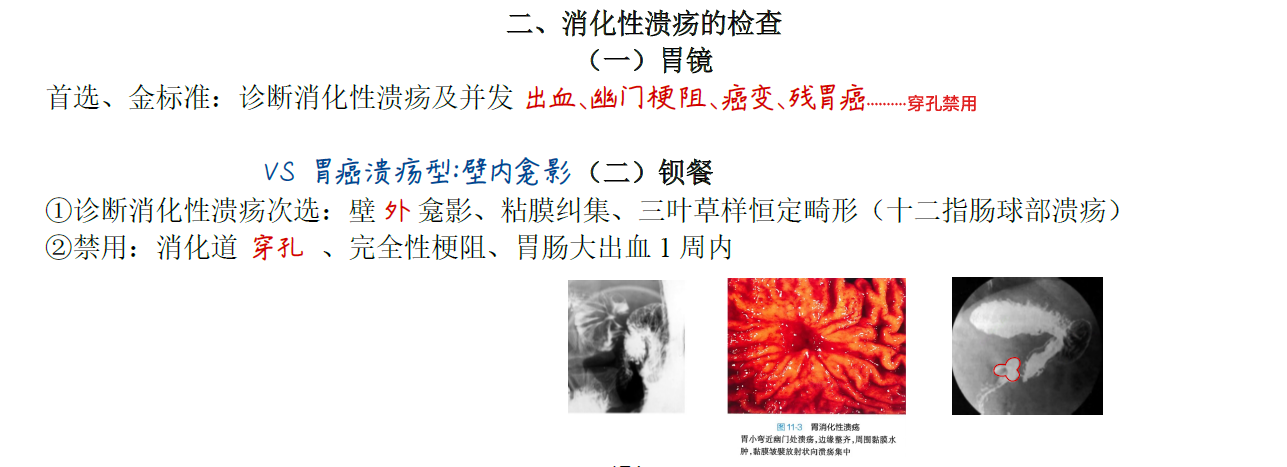 二、消化性溃疡的检查
（一）胃镜
首选、金标准：诊断消化性溃疡及并发 出血、幽门梗阻、癌变、残胃癌··········穿孔禁用
VS 胃癌溃疡型：壁内龛影（二）钡餐
①诊断消化性溃疡次选：壁 外 龛影、粘膜纠集、三叶草样恒定畸形（十二指肠球部溃疡）
②禁用：消化道 穿孔 、完全性梗阻、胃肠大出血 1 周内
图 11-3 胃消化性溃疡
胃小弯近幽门处溃疡，边缘整齐，周围黏膜水
肿，黏膜皱襞放射状向溃疡集中